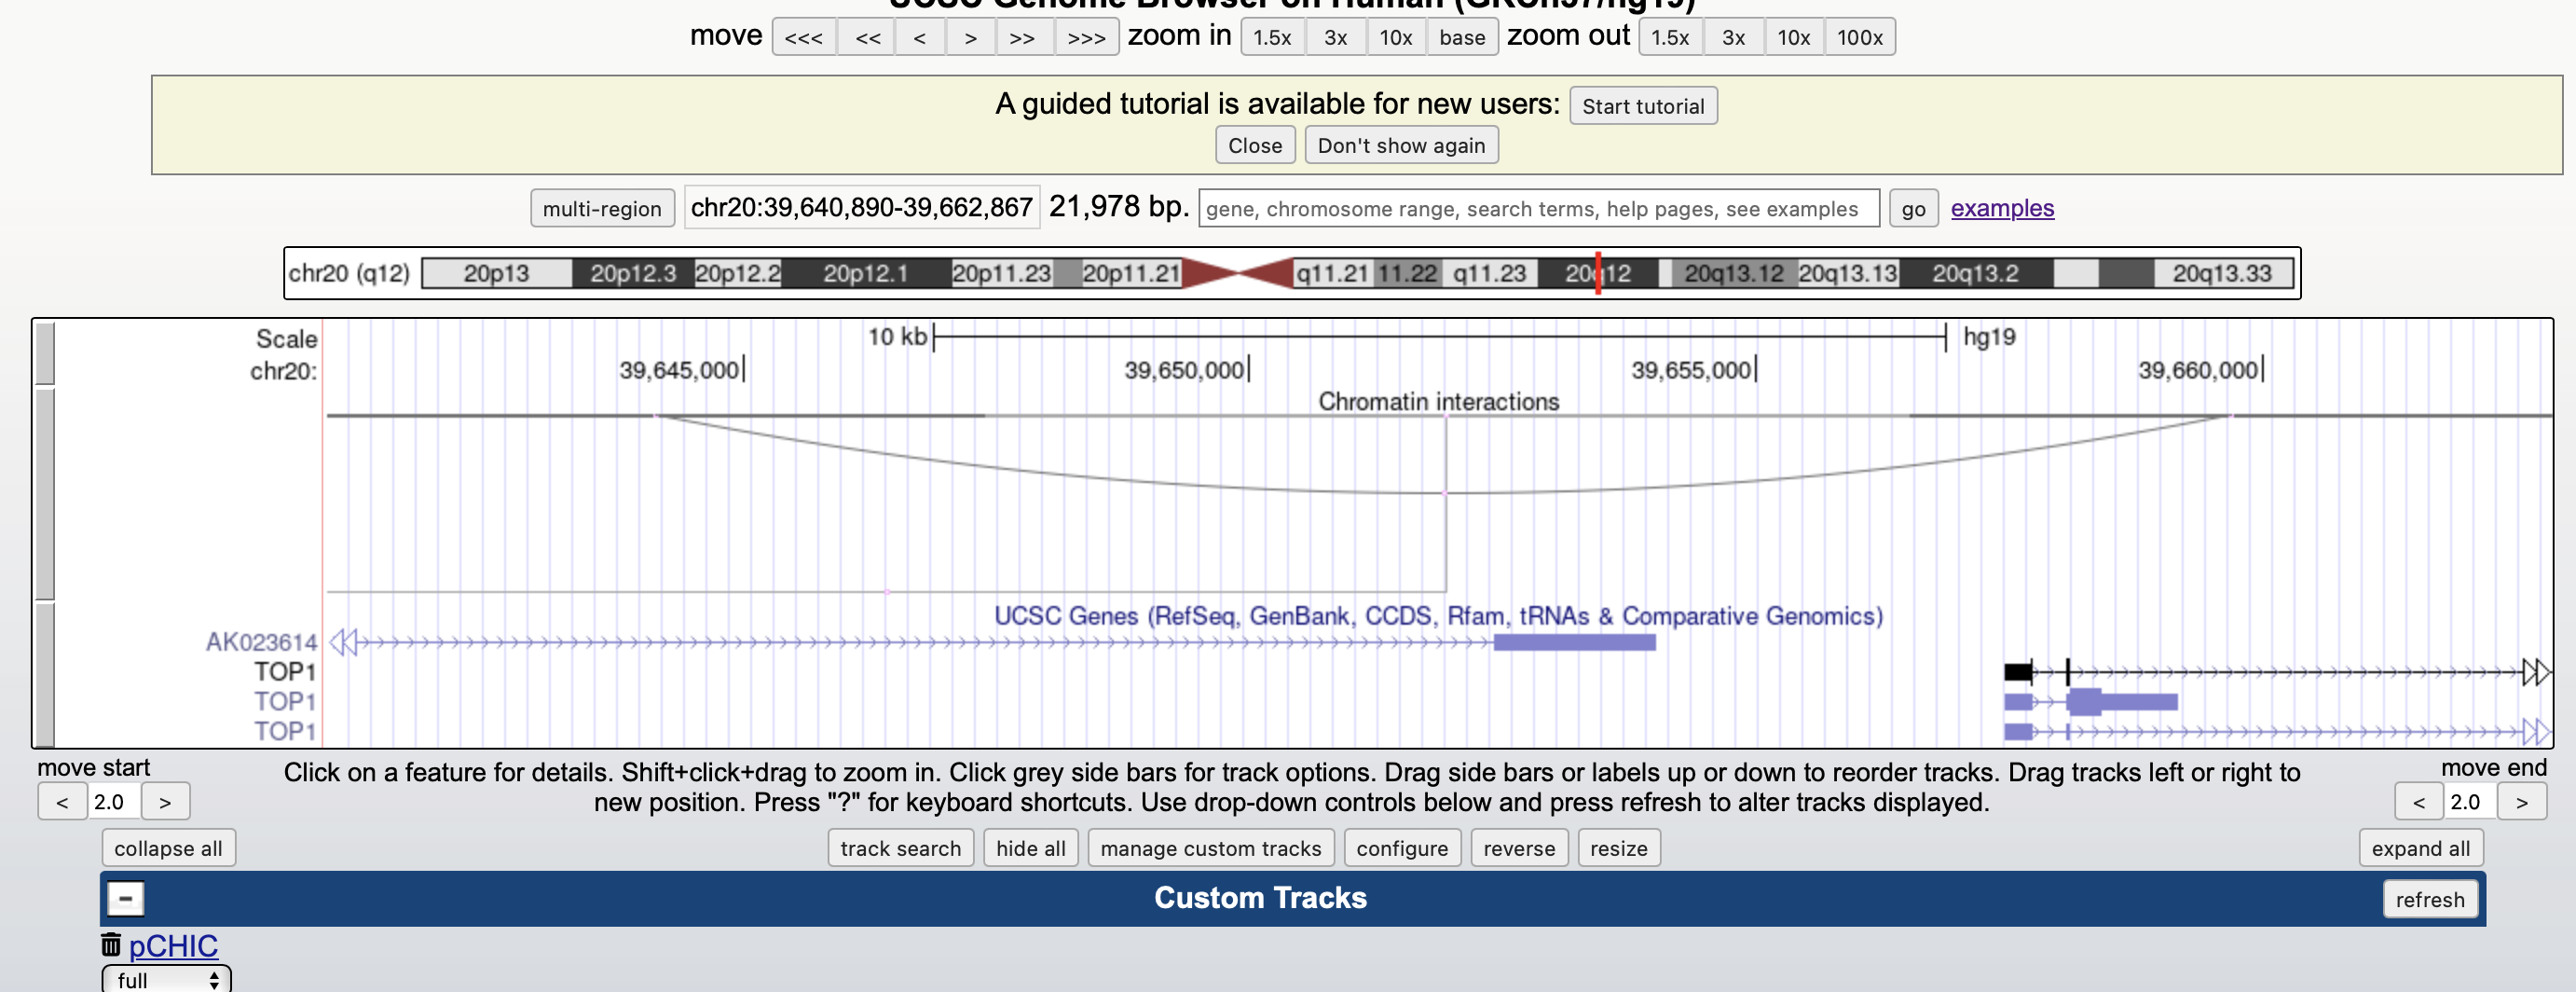 UCSC Genome Browser on Human (GRCh37/hg19)
move <<< << < > >> >>> zoom in 1.5x 3x 10x base zoom out 1.5x 3x 10x 100x
A guided tutorial is available for new users: Start tutorial
Close Don't show again
multi-region chr20:39,640,890-39,662,867 21,978 bp. gene, chromosome range, search terms, help pages, see examples go examples
chr20 (q12) 20p13 20p12.3 20p12.2 20p12.1 20p11.23 20p11.21 q11.21 11.22 q11.23 20q12 20q13.12 20q13.13 20q13.2 20q13.33
Scale 10 kb hg19
chr20: 39,645,000 39,650,000 39,655,000 39,660,000
Chromatin interactions
UCSC Genes (RefSeq, GenBank, CCDS, Rfam, tRNAs & Comparative Genomics)
AK023614
TOP1
TOP1
TOP1
move start Click on a feature for details. Shift+click+drag to zoom in. Click grey side bars for track options. Drag side bars or labels up or down to reorder tracks. Drag tracks left or right to move end
< 2.0 > new position. Press "?" for keyboard shortcuts. Use drop-down controls below and press refresh to alter tracks displayed. < 2.0 >
collapse all track search hide all manage custom tracks configure reverse resize expand all
- Custom Tracks refresh
pCHIC
full